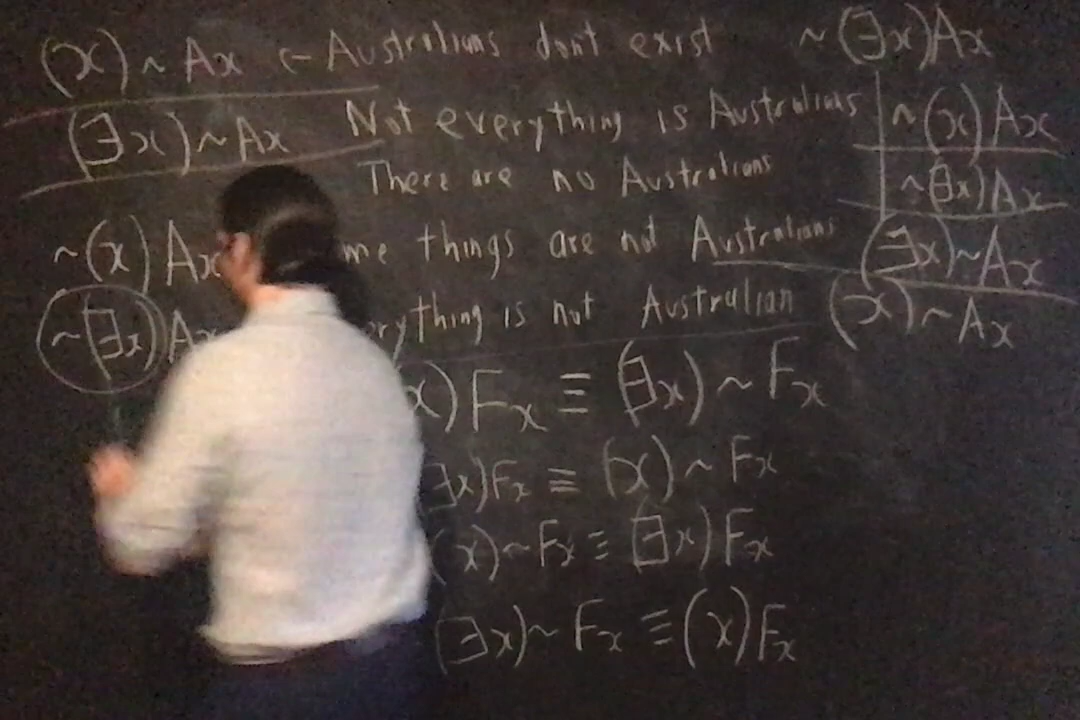 (x) ~ Ax ← Australians don't exist ~ (∃x)Ax
(∃x) ~ Ax Not everything is Australians ~(x) Ax
There are no Australians ~(∃x)Ax
~(x) Ax me things are not Australians (∃x)~Ax
~(∃x) Ax rything is not Australian (x) ~ Ax
x) Fx ≡ (∃x) ~ Fx
∃x)Fx ≡ (x) ~ Fx
(x) ~ Fx ≡ (∃x) Fx
(∃x) ~ Fx ≡ (x) Fx